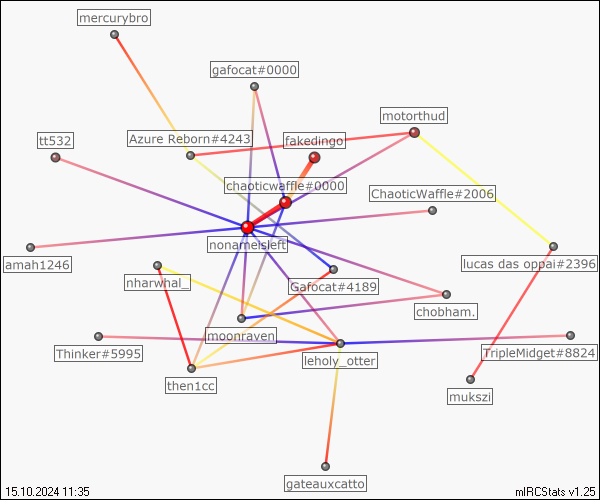 mercurybro
gafocat#0000
motorthud
tt532
Azure Reborn#4243
fakedingo
chaoticwaffle#0000
ChaoticWaffle#2006
nonameisleft
amah1246
lucas das oppai#2396
nharwhal_
Gafocat#4189
chobham.
moonraven
Thinker#5995
leholy_otter
TripleMidget#8824
then1cc
mukszi
gateauxcatto
15.10.2024 11:35
mIRCStats v1.25